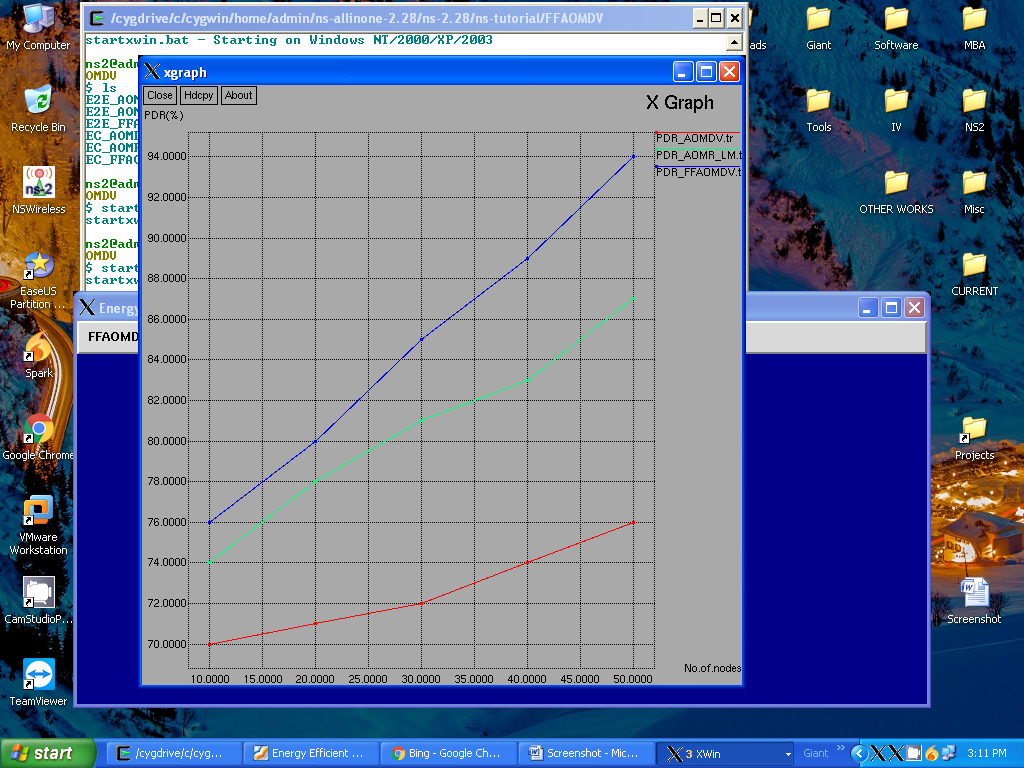 My Computer
Recycle Bin
NSWireless
EaseUS
Partition ...
Spark
Google Chrome
VMware
Workstation
CamStudioP...
TeamViewer
/cygdrive/c/cygwin/home/admin/ns-allinone-2.28/ns-2.28/ns-tutorial/FFAOMDV
startxwin.bat - Starting on Windows NT/2000/XP/2003
ns2@adm
OMDV
$ ls
E2E_AOM
E2E_AOM
E2E_FFA
EC_AOMD
EC_AOMR
EC_FFAO
ns2@adm
OMDV
$ start
startxw
ns2@adm
OMDV
$ start
startxw
xgraph
Close Hdcpy About
X Graph
PDR(%)
PDR_AOMDV.tr
PDR_AOMR_LM.t
PDR_FFAOMDV.t
94.0000
92.0000
90.0000
88.0000
86.0000
84.0000
82.0000
80.0000
78.0000
76.0000
74.0000
72.0000
70.0000
No.of.nodes
10.0000 15.0000 20.0000 25.0000 30.0000 35.0000 40.0000 45.0000 50.0000
Energy
FFAOMD
ads
Giant
Software
MBA
Tools
IV
NS2
OTHER WORKS
Misc
CURRENT
Projects
Screenshot
start
/cygdrive/c/cyg...
Energy Efficient ...
Bing - Google Ch...
Screenshot - Mic...
3 XWin
Giant
3:11 PM